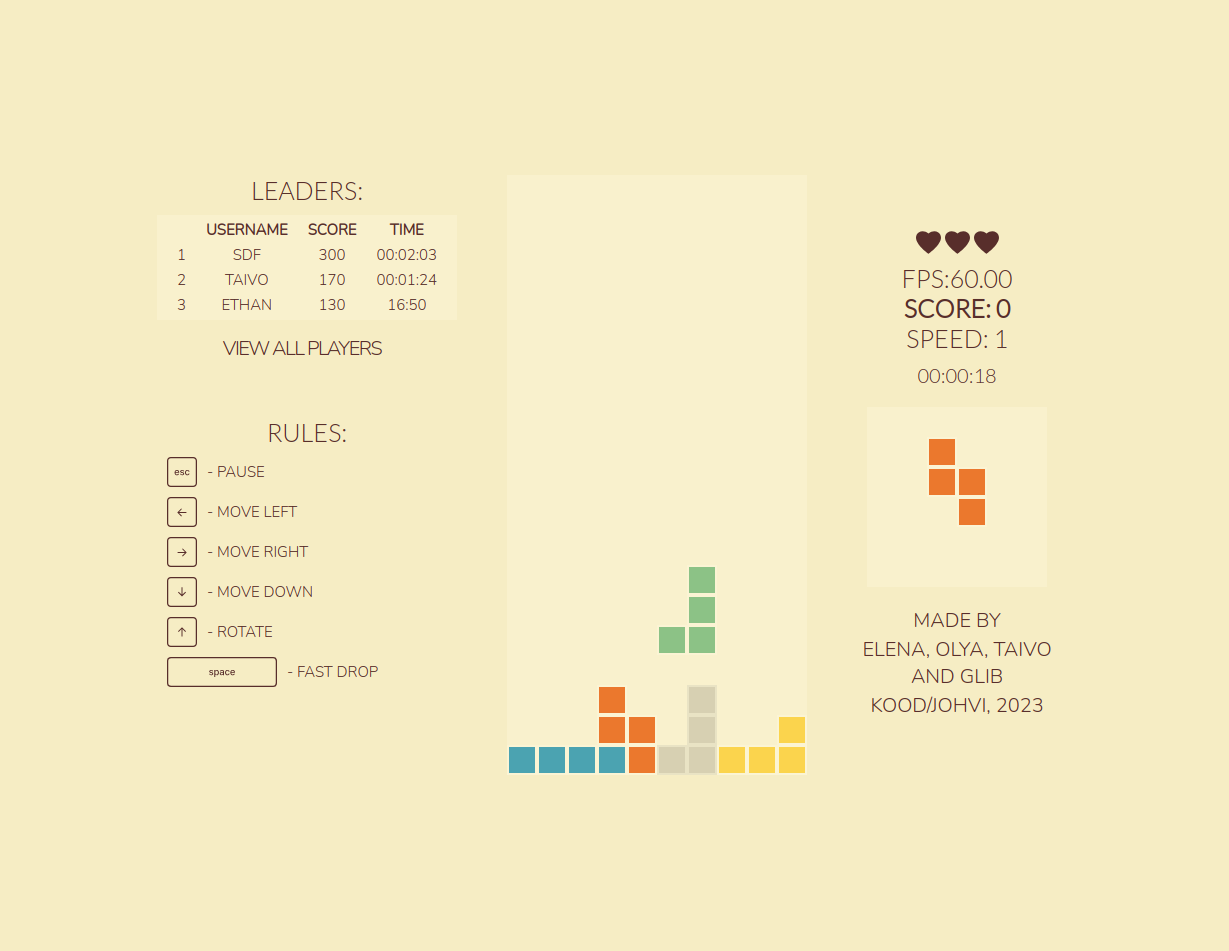 LEADERS:
USERNAME SCORE TIME
1 SDF 300 00:02:03
2 TAIVO 170 00:01:24
3 ETHAN 130 16:50
VIEW ALL PLAYERS
RULES:
esc - PAUSE
← - MOVE LEFT
→ - MOVE RIGHT
↓ - MOVE DOWN
↑ - ROTATE
space - FAST DROP
FPS:60.00
SCORE: 0
SPEED: 1
00:00:18
MADE BY
ELENA, OLYA, TAIVO
AND GLIB
KOOD/JOHVI, 2023